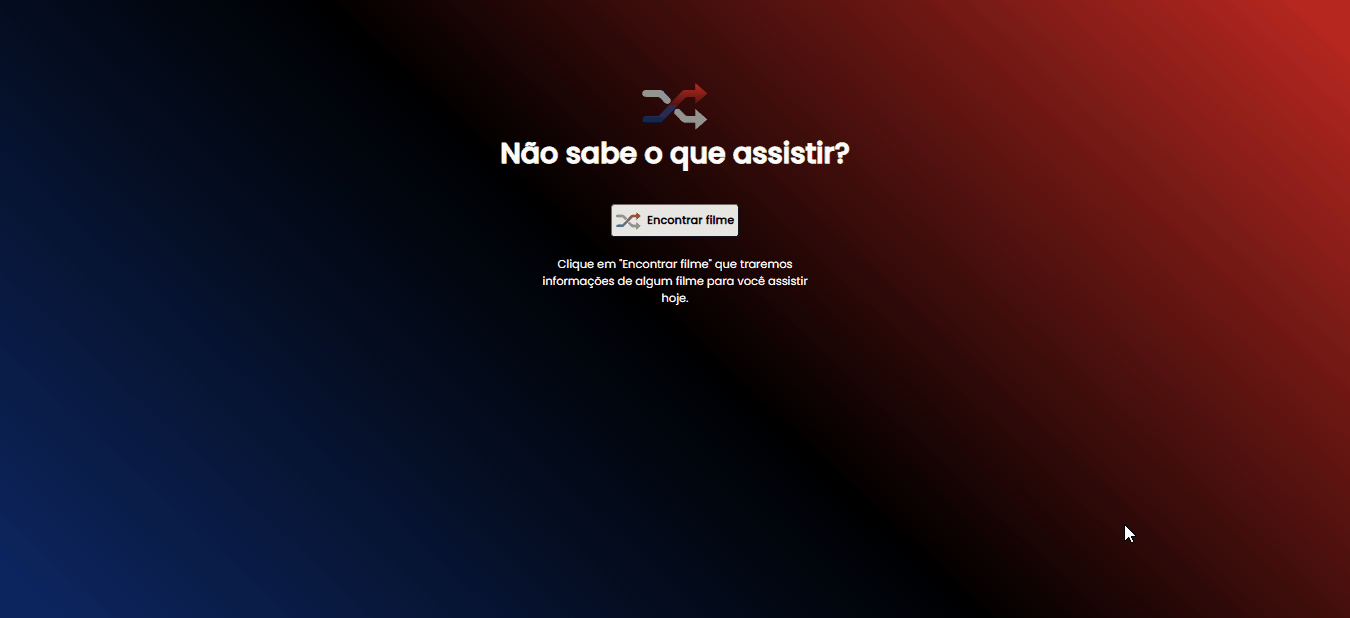 Não sabe o que assistir?
Encontrar filme
Clique em "Encontrar filme" que traremos
informações de algum filme para você assistir
hoje.